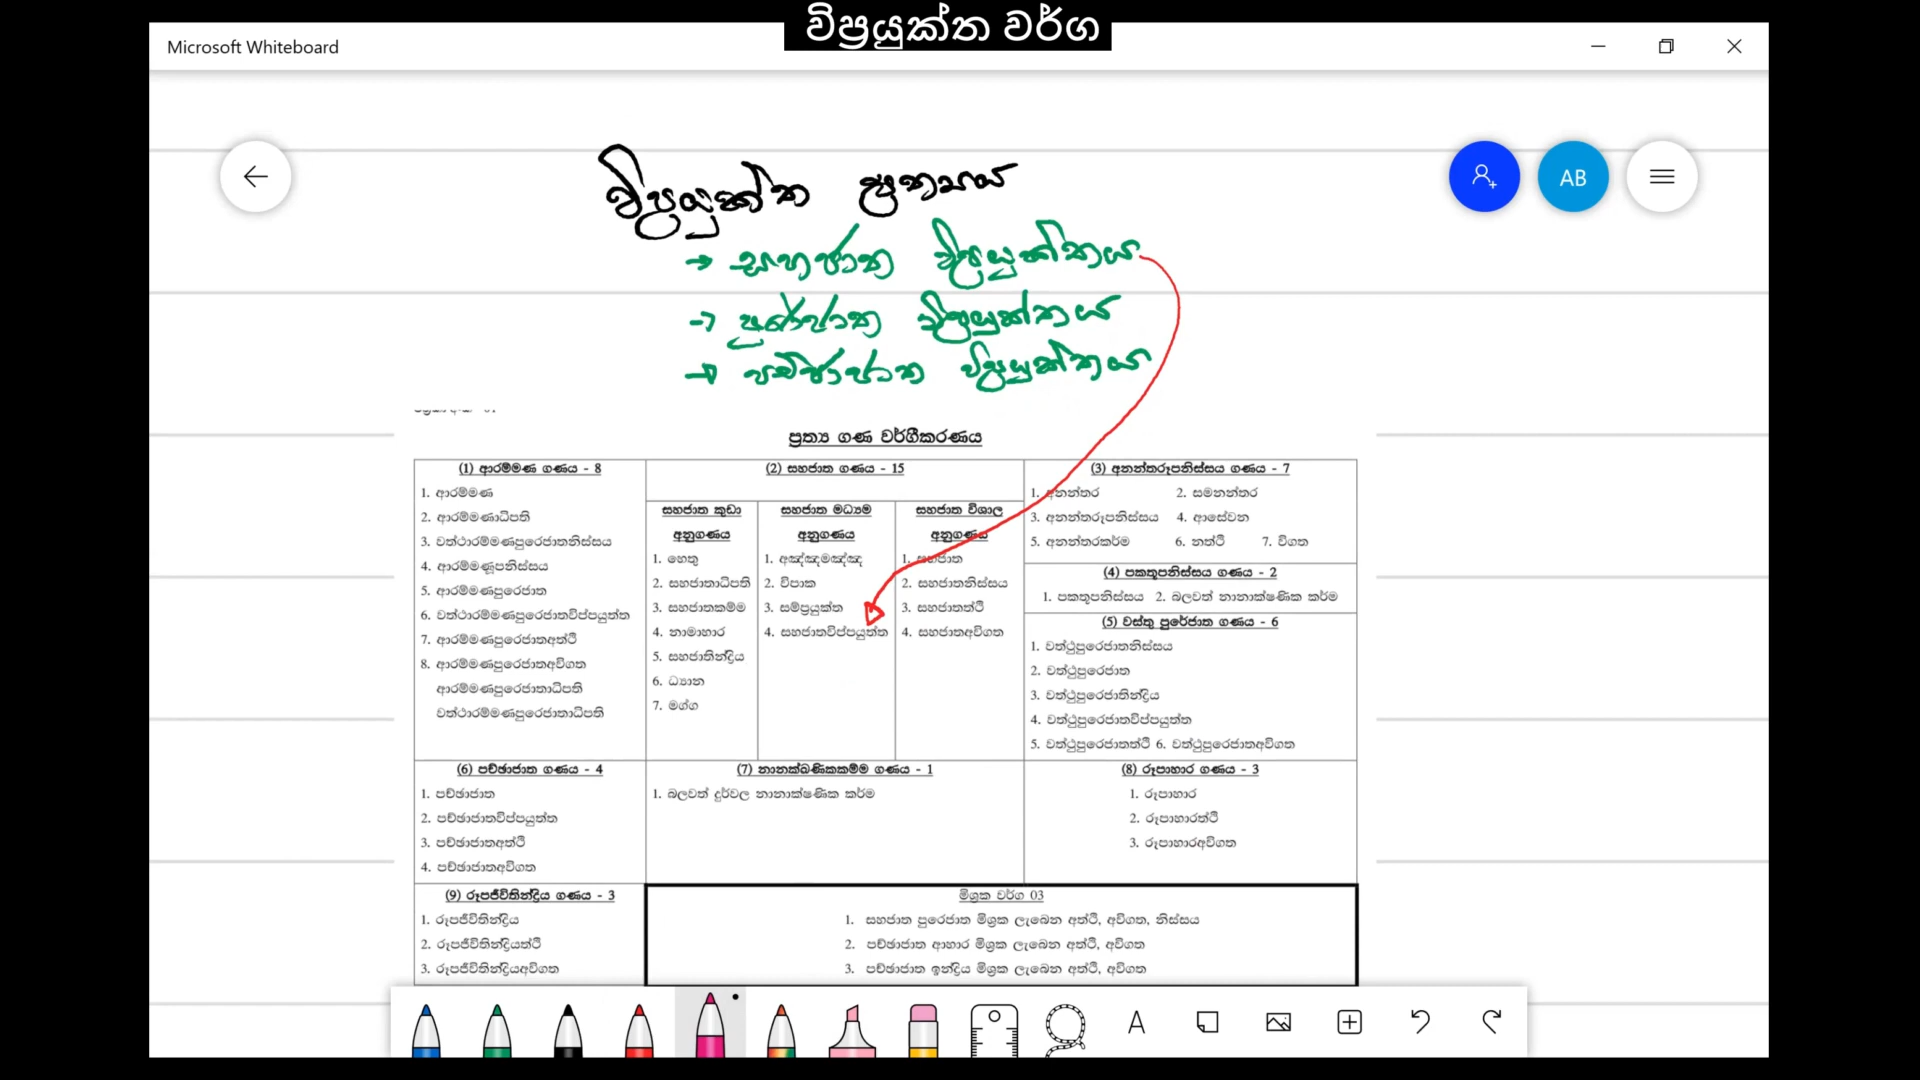 විප්‍රයුක්ත වර්ග
Microsoft Whiteboard
AB
විප්‍රයුක්ත ප්‍රත්‍යය
→ සහජාත විප්‍රයුක්තය
→ පුරේජාත විප්‍රයුක්තය
→ පච්ඡාජාත විප්‍රයුක්තය
ප්‍රත්‍ය ගණ වර්ගීකරණය
(1) ආරම්මණ ගණය - 8
1. ආරම්මණ
2. ආරම්මණාධිපති
3. වත්ථාරම්මණපුරෙජාතනිස්සය
4. ආරම්මණූපනිස්සය
5. ආරම්මණපුරෙජාත
6. වත්ථාරම්මණපුරෙජාතවිප්පයුත්ත
7. ආරම්මණපුරෙජාතඅත්ථි
8. ආරම්මණපුරෙජාතඅවිගත
ආරම්මණපුරෙජාතාධිපති
වත්ථාරම්මණපුරෙජාතාධිපති
(2) සහජාත ගණය - 15
සහජාත කුඩා
අනුගණය
1. හෙතු
2. සහජාතාධිපති
3. සහජාතකම්ම
4. නාමාහාර
5. සහජාතින්ද්‍රිය
6. ධ්‍යාන
7. මග්ග
සහජාත මධ්‍යම
අනුගණය
1. අඤ්ඤමඤ්ඤ
2. විපාක
3. සම්ප්‍රයුක්ත
4. සහජාතවිප්පයුත්ත
සහජාත විශාල
අනුගණය
1. සහජාත
2. සහජාතනිස්සය
3. සහජාතත්ථි
4. සහජාතඅවිගත
(3) අනන්තරූපනිස්සය ගණය - 7
1. අනන්තර 2. සමනන්තර
3. අනන්තරූපනිස්සය 4. ආසේවන
5. අනන්තරකර්ම 6. නත්ථි 7. විගත
(4) පකතූපනිස්සය ගණය - 2
1. පකතූපනිස්සය 2. බලවත් නානාක්ෂණික කර්ම
(5) වස්තු පුරේජාත ගණය - 6
1. වත්ථුපුරෙජාතනිස්සය
2. වත්ථුපුරෙජාත
3. වත්ථුපුරෙජාතින්ද්‍රිය
4. වත්ථුපුරෙජාතවිප්පයුත්ත
5. වත්ථුපුරෙජාතත්ථි 6. වත්ථුපුරෙජාතඅවිගත
(6) පච්ඡාජාත ගණය - 4
1. පච්ඡාජාත
2. පච්ඡාජාතවිප්පයුත්ත
3. පච්ඡාජාතඅත්ථි
4. පච්ඡාජාතඅවිගත
(7) නානක්ඛණිකකම්ම ගණය - 1
1. බලවත් දුර්වල නානාක්ෂණික කර්ම
(8) රූපාහාර ගණය - 3
1. රූපාහාර
2. රූපාහාරත්ථි
3. රූපාහාරඅවිගත
(9) රූපජීවිතින්ද්‍රිය ගණය - 3
1. රූපජීවිතින්ද්‍රිය
2. රූපජීවිතින්ද්‍රියත්ථි
3. රූපජීවිතින්ද්‍රියඅවිගත
මිශ්‍රක වර්ග 03
1. සහජාත පුරෙජාත මිශ්‍රක ලැබෙන අත්ථි, අවිගත, නිස්සය
2. පච්ඡාජාත ආහාර මිශ්‍රක ලැබෙන අත්ථි, අවිගත
3. පච්ඡාජාත ඉන්ද්‍රිය මිශ්‍රක ලැබෙන අත්ථි, අවිගත